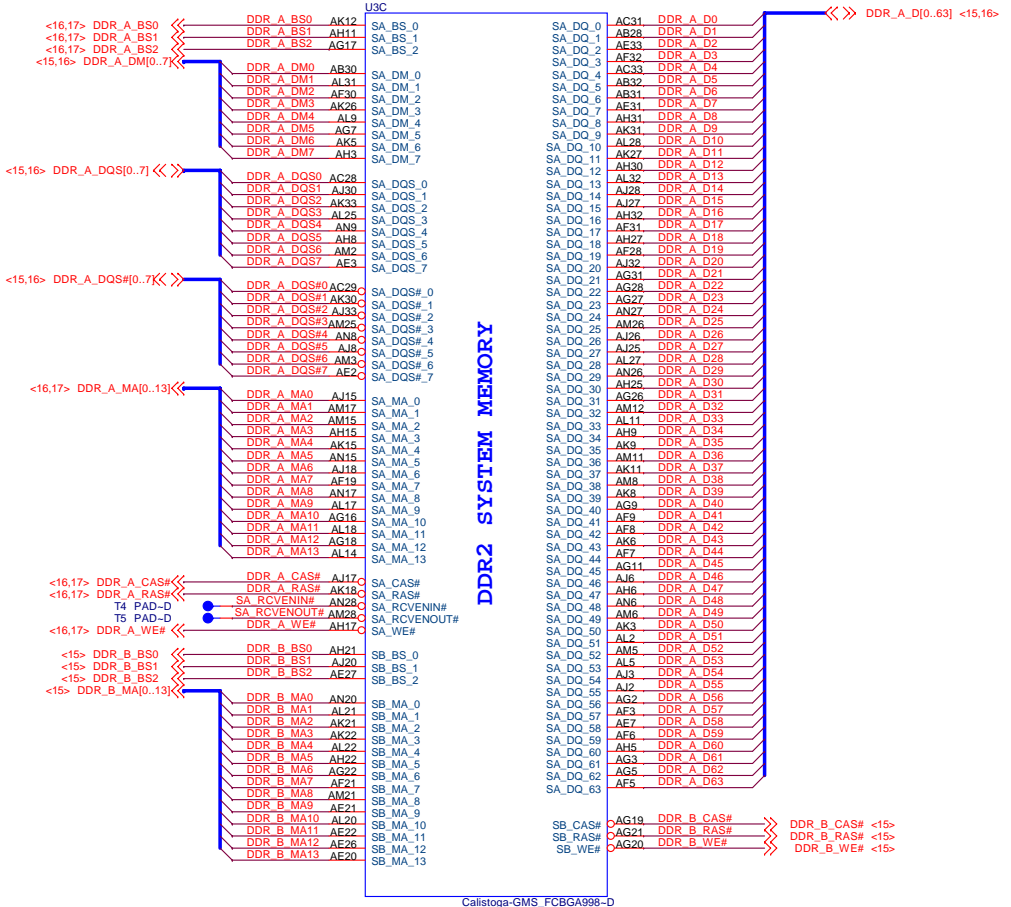 U3C
<16,17> DDR_A_BS0 DDR_A_BS0 AK12 SA_BS_0
<16,17> DDR_A_BS1 DDR_A_BS1 AH11 SA_BS_1
<16,17> DDR_A_BS2 DDR_A_BS2 AG17 SA_BS_2
<15,16> DDR_A_DM[0..7]
DDR_A_DM0 AB30 SA_DM_0
DDR_A_DM1 AL31 SA_DM_1
DDR_A_DM2 AF30 SA_DM_2
DDR_A_DM3 AK26 SA_DM_3
DDR_A_DM4 AL9 SA_DM_4
DDR_A_DM5 AG7 SA_DM_5
DDR_A_DM6 AK5 SA_DM_6
DDR_A_DM7 AH3 SA_DM_7
<15,16> DDR_A_DQS[0..7]
DDR_A_DQS0 AC28 SA_DQS_0
DDR_A_DQS1 AJ30 SA_DQS_1
DDR_A_DQS2 AK33 SA_DQS_2
DDR_A_DQS3 AL25 SA_DQS_3
DDR_A_DQS4 AN9 SA_DQS_4
DDR_A_DQS5 AH8 SA_DQS_5
DDR_A_DQS6 AM2 SA_DQS_6
DDR_A_DQS7 AE3 SA_DQS_7
<15,16> DDR_A_DQS#[0..7]
DDR_A_DQS#0 AC29 SA_DQS#_0
DDR_A_DQS#1 AK30 SA_DQS#_1
DDR_A_DQS#2 AJ33 SA_DQS#_2
DDR_A_DQS#3 AM25 SA_DQS#_3
DDR_A_DQS#4 AN8 SA_DQS#_4
DDR_A_DQS#5 AJ8 SA_DQS#_5
DDR_A_DQS#6 AM3 SA_DQS#_6
DDR_A_DQS#7 AE2 SA_DQS#_7
<16,17> DDR_A_MA[0..13]
DDR_A_MA0 AJ15 SA_MA_0
DDR_A_MA1 AM17 SA_MA_1
DDR_A_MA2 AM15 SA_MA_2
DDR_A_MA3 AH15 SA_MA_3
DDR_A_MA4 AK15 SA_MA_4
DDR_A_MA5 AN15 SA_MA_5
DDR_A_MA6 AJ18 SA_MA_6
DDR_A_MA7 AF19 SA_MA_7
DDR_A_MA8 AN17 SA_MA_8
DDR_A_MA9 AL17 SA_MA_9
DDR_A_MA10 AG16 SA_MA_10
DDR_A_MA11 AL18 SA_MA_11
DDR_A_MA12 AG18 SA_MA_12
DDR_A_MA13 AL14 SA_MA_13
<16,17> DDR_A_CAS# DDR_A_CAS# AJ17 SA_CAS#
<16,17> DDR_A_RAS# DDR_A_RAS# AK18 SA_RAS#
T4 PAD~D SA_RCVENIN# AN28 SA_RCVENIN#
T5 PAD~D SA_RCVENOUT# AM28 SA_RCVENOUT#
<16,17> DDR_A_WE# DDR_A_WE# AH17 SA_WE#
<15> DDR_B_BS0 DDR_B_BS0 AH21 SB_BS_0
<15> DDR_B_BS1 DDR_B_BS1 AJ20 SB_BS_1
<15> DDR_B_BS2 DDR_B_BS2 AE27 SB_BS_2
<15> DDR_B_MA[0..13]
DDR_B_MA0 AN20 SB_MA_0
DDR_B_MA1 AL21 SB_MA_1
DDR_B_MA2 AK21 SB_MA_2
DDR_B_MA3 AK22 SB_MA_3
DDR_B_MA4 AL22 SB_MA_4
DDR_B_MA5 AH22 SB_MA_5
DDR_B_MA6 AG22 SB_MA_6
DDR_B_MA7 AF21 SB_MA_7
DDR_B_MA8 AM21 SB_MA_8
DDR_B_MA9 AE21 SB_MA_9
DDR_B_MA10 AL20 SB_MA_10
DDR_B_MA11 AE22 SB_MA_11
DDR_B_MA12 AE26 SB_MA_12
DDR_B_MA13 AE20 SB_MA_13
DDR2 SYSTEM MEMORY
DDR_A_D[0..63] <15,16>
SA_DQ_0 AC31 DDR_A_D0
SA_DQ_1 AB28 DDR_A_D1
SA_DQ_2 AE33 DDR_A_D2
SA_DQ_3 AF32 DDR_A_D3
SA_DQ_4 AC33 DDR_A_D4
SA_DQ_5 AB32 DDR_A_D5
SA_DQ_6 AB31 DDR_A_D6
SA_DQ_7 AE31 DDR_A_D7
SA_DQ_8 AH31 DDR_A_D8
SA_DQ_9 AK31 DDR_A_D9
SA_DQ_10 AL28 DDR_A_D10
SA_DQ_11 AK27 DDR_A_D11
SA_DQ_12 AH30 DDR_A_D12
SA_DQ_13 AL32 DDR_A_D13
SA_DQ_14 AJ28 DDR_A_D14
SA_DQ_15 AJ27 DDR_A_D15
SA_DQ_16 AH32 DDR_A_D16
SA_DQ_17 AF31 DDR_A_D17
SA_DQ_18 AH27 DDR_A_D18
SA_DQ_19 AF28 DDR_A_D19
SA_DQ_20 AJ32 DDR_A_D20
SA_DQ_21 AG31 DDR_A_D21
SA_DQ_22 AG28 DDR_A_D22
SA_DQ_23 AG27 DDR_A_D23
SA_DQ_24 AN27 DDR_A_D24
SA_DQ_25 AM26 DDR_A_D25
SA_DQ_26 AJ26 DDR_A_D26
SA_DQ_27 AJ25 DDR_A_D27
SA_DQ_28 AL27 DDR_A_D28
SA_DQ_29 AN26 DDR_A_D29
SA_DQ_30 AH25 DDR_A_D30
SA_DQ_31 AG26 DDR_A_D31
SA_DQ_32 AM12 DDR_A_D32
SA_DQ_33 AL11 DDR_A_D33
SA_DQ_34 AH9 DDR_A_D34
SA_DQ_35 AK9 DDR_A_D35
SA_DQ_36 AM11 DDR_A_D36
SA_DQ_37 AK11 DDR_A_D37
SA_DQ_38 AM8 DDR_A_D38
SA_DQ_39 AK8 DDR_A_D39
SA_DQ_40 AG9 DDR_A_D40
SA_DQ_41 AF9 DDR_A_D41
SA_DQ_42 AF8 DDR_A_D42
SA_DQ_43 AK6 DDR_A_D43
SA_DQ_44 AF7 DDR_A_D44
SA_DQ_45 AG11 DDR_A_D45
SA_DQ_46 AJ6 DDR_A_D46
SA_DQ_47 AH6 DDR_A_D47
SA_DQ_48 AN6 DDR_A_D48
SA_DQ_49 AM6 DDR_A_D49
SA_DQ_50 AK3 DDR_A_D50
SA_DQ_51 AL2 DDR_A_D51
SA_DQ_52 AM5 DDR_A_D52
SA_DQ_53 AL5 DDR_A_D53
SA_DQ_54 AJ3 DDR_A_D54
SA_DQ_55 AJ2 DDR_A_D55
SA_DQ_56 AG2 DDR_A_D56
SA_DQ_57 AF3 DDR_A_D57
SA_DQ_58 AE7 DDR_A_D58
SA_DQ_59 AF6 DDR_A_D59
SA_DQ_60 AH5 DDR_A_D60
SA_DQ_61 AG3 DDR_A_D61
SA_DQ_62 AG5 DDR_A_D62
SA_DQ_63 AF5 DDR_A_D63
SB_CAS# AG19 DDR_B_CAS# DDR_B_CAS# <15>
SB_RAS# AG21 DDR_B_RAS# DDR_B_RAS# <15>
SB_WE# AG20 DDR_B_WE# DDR_B_WE# <15>
Calistoga-GMS_FCBGA998~D